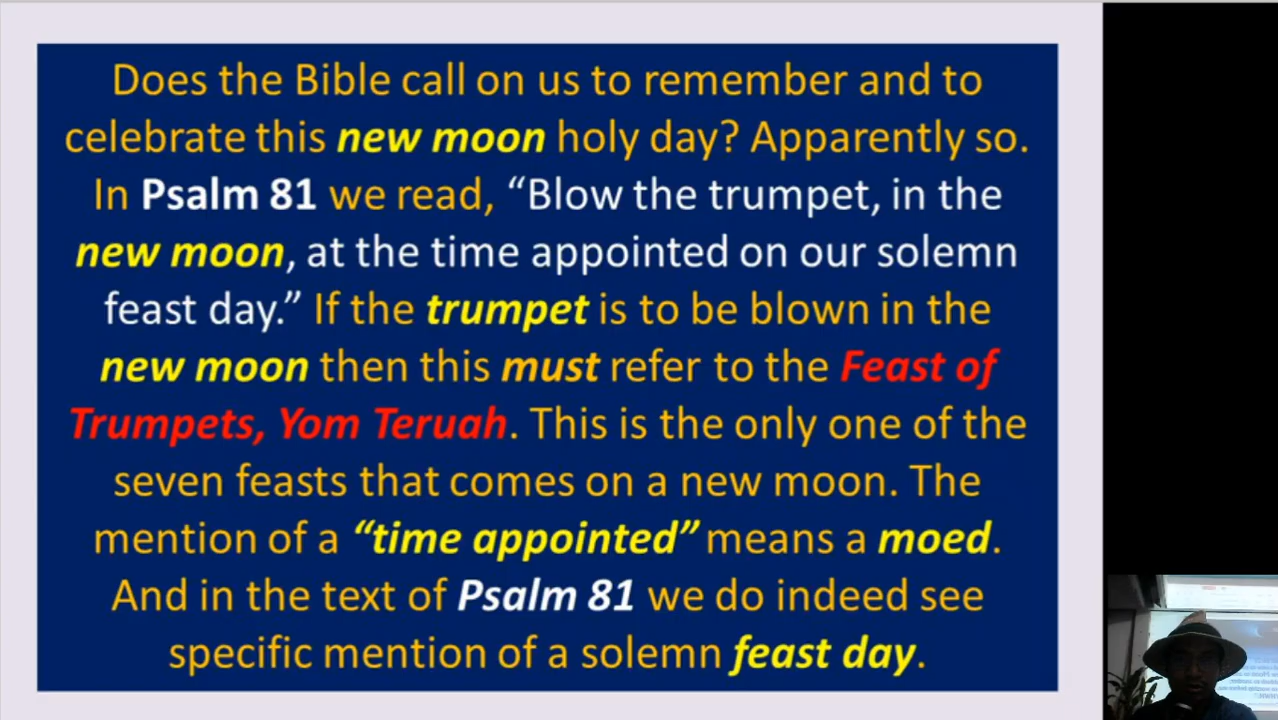 Does the Bible call on us to remember and to
celebrate this new moon holy day? Apparently so.
In Psalm 81 we read, “Blow the trumpet, in the
new moon, at the time appointed on our solemn
feast day.” If the trumpet is to be blown in the
new moon then this must refer to the Feast of
Trumpets, Yom Teruah. This is the only one of the
seven feasts that comes on a new moon. The
mention of a “time appointed” means a moed.
And in the text of Psalm 81 we do indeed see
specific mention of a solemn feast day.